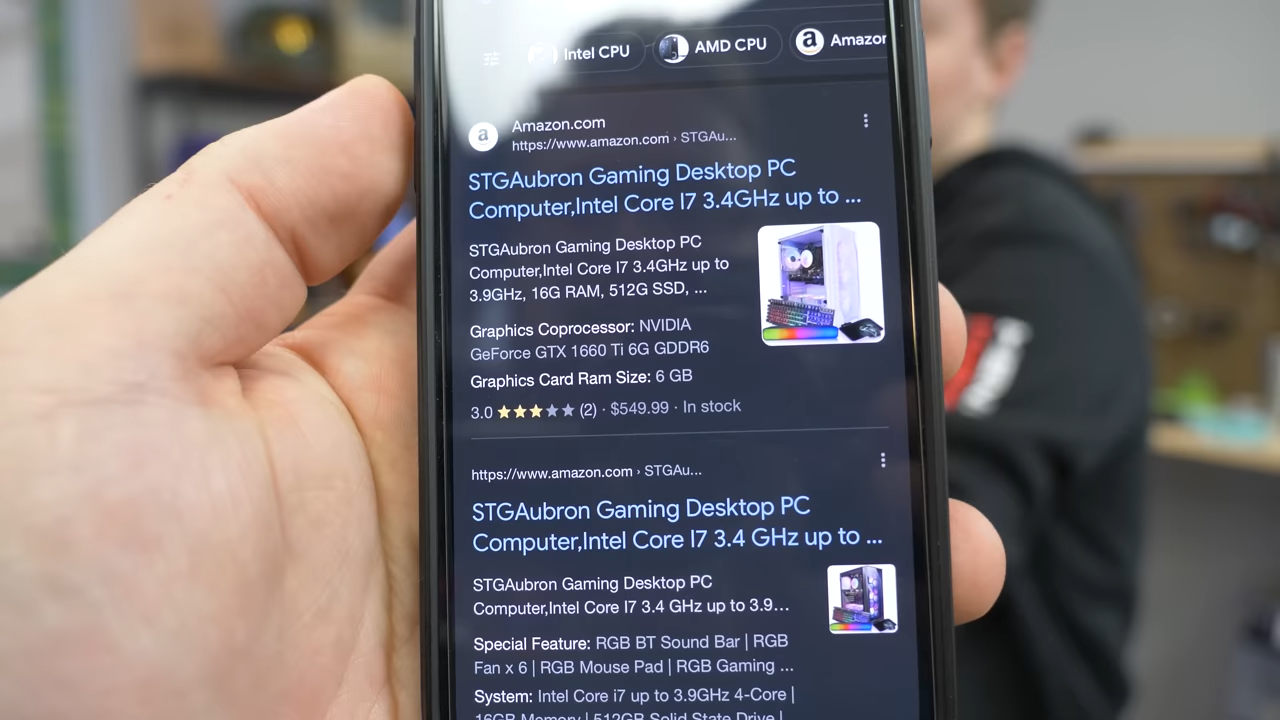 Intel CPU
AMD CPU
Amazon
Amazon.com
https://www.amazon.com › STGAu...
STGAubron Gaming Desktop PC
Computer,Intel Core I7 3.4GHz up to ...
STGAubron Gaming Desktop PC
Computer,Intel Core I7 3.4GHz up to
3.9GHz, 16G RAM, 512G SSD, ...
Graphics Coprocessor: NVIDIA
GeForce GTX 1660 Ti 6G GDDR6
Graphics Card Ram Size: 6 GB
3.0 ★★★★★ (2) · $549.99 · In stock
https://www.amazon.com › STGAu...
STGAubron Gaming Desktop PC
Computer,Intel Core I7 3.4 GHz up to ...
STGAubron Gaming Desktop PC
Computer,Intel Core I7 3.4 GHz up to 3.9...
Special Feature: RGB BT Sound Bar | RGB
Fan x 6 | RGB Mouse Pad | RGB Gaming ...
System: Intel Core i7 up to 3.9GHz 4-Core |
16GB Memory | 512GB Solid State Drive |